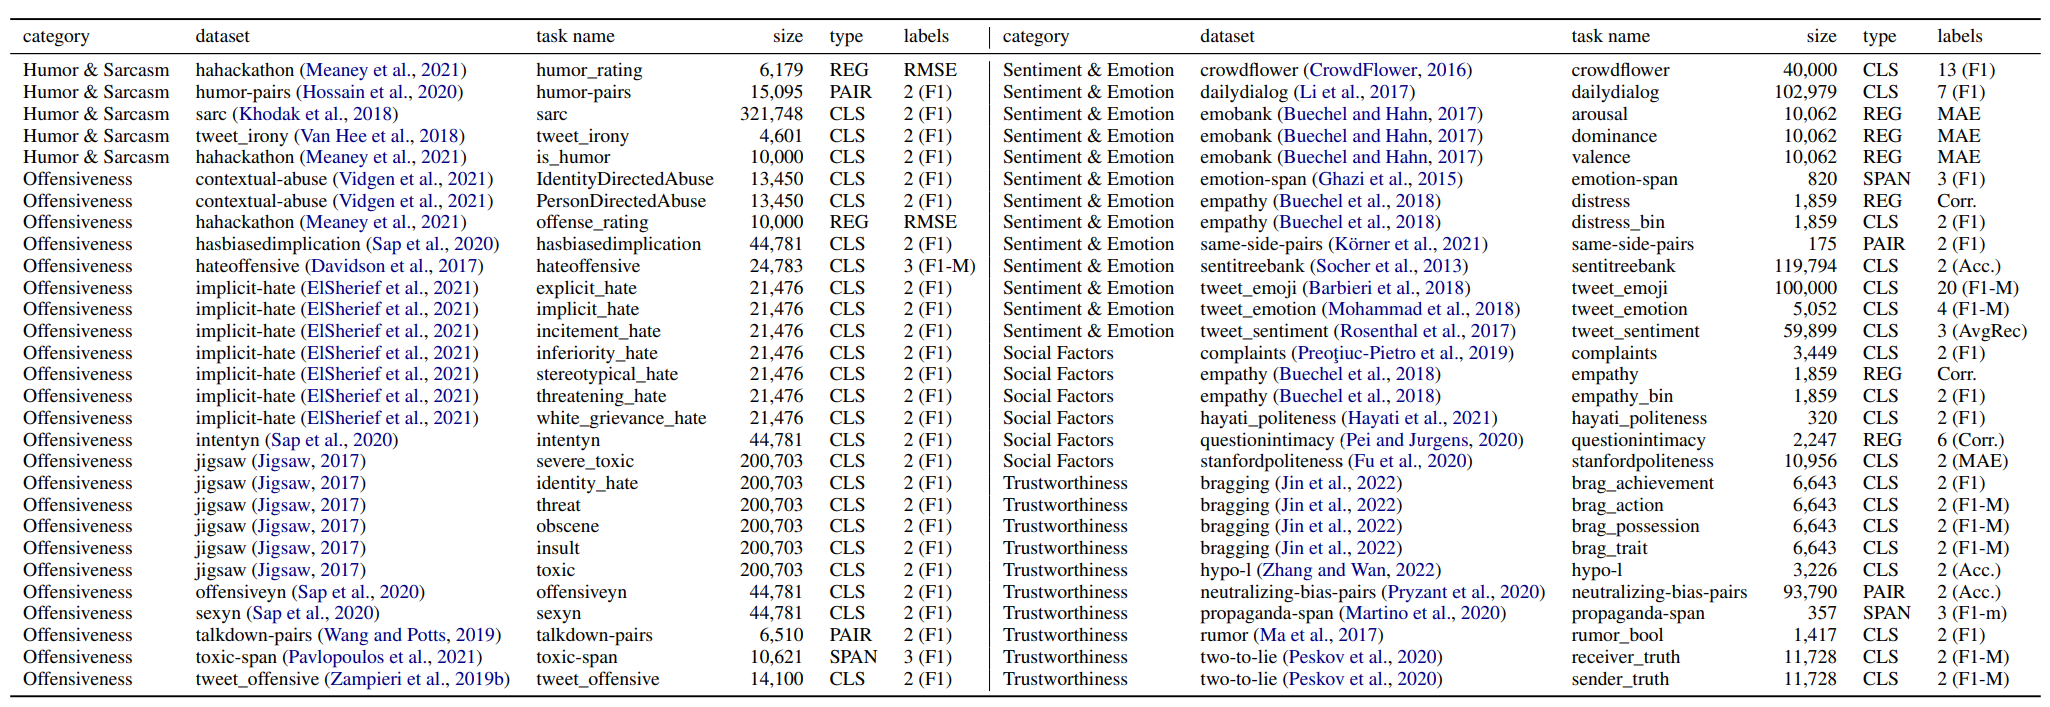 category dataset task name size type labels category dataset task name size type labels
Humor & Sarcasm hahackathon (Meaney et al., 2021) humor_rating 6,179 REG RMSE Sentiment & Emotion crowdflower (CrowdFlower, 2016) crowdflower 40,000 CLS 13 (F1)
Humor & Sarcasm humor-pairs (Hossain et al., 2020) humor-pairs 15,095 PAIR 2 (F1) Sentiment & Emotion dailydialog (Li et al., 2017) dailydialog 102,979 CLS 7 (F1)
Humor & Sarcasm sarc (Khodak et al., 2018) sarc 321,748 CLS 2 (F1) Sentiment & Emotion emobank (Buechel and Hahn, 2017) arousal 10,062 REG MAE
Humor & Sarcasm tweet_irony (Van Hee et al., 2018) tweet_irony 4,601 CLS 2 (F1) Sentiment & Emotion emobank (Buechel and Hahn, 2017) dominance 10,062 REG MAE
Humor & Sarcasm hahackathon (Meaney et al., 2021) is_humor 10,000 CLS 2 (F1) Sentiment & Emotion emobank (Buechel and Hahn, 2017) valence 10,062 REG MAE
Offensiveness contextual-abuse (Vidgen et al., 2021) IdentityDirectedAbuse 13,450 CLS 2 (F1) Sentiment & Emotion emotion-span (Ghazi et al., 2015) emotion-span 820 SPAN 3 (F1)
Offensiveness contextual-abuse (Vidgen et al., 2021) PersonDirectedAbuse 13,450 CLS 2 (F1) Sentiment & Emotion empathy (Buechel et al., 2018) distress 1,859 REG Corr.
Offensiveness hahackathon (Meaney et al., 2021) offense_rating 10,000 REG RMSE Sentiment & Emotion empathy (Buechel et al., 2018) distress_bin 1,859 CLS 2 (F1)
Offensiveness hasbiasedimplication (Sap et al., 2020) hasbiasedimplication 44,781 CLS 2 (F1) Sentiment & Emotion same-side-pairs (Körner et al., 2021) same-side-pairs 175 PAIR 2 (F1)
Offensiveness hateoffensive (Davidson et al., 2017) hateoffensive 24,783 CLS 3 (F1-M) Sentiment & Emotion sentitreebank (Socher et al., 2013) sentitreebank 119,794 CLS 2 (Acc.)
Offensiveness implicit-hate (ElSherief et al., 2021) explicit_hate 21,476 CLS 2 (F1) Sentiment & Emotion tweet_emoji (Barbieri et al., 2018) tweet_emoji 100,000 CLS 20 (F1-M)
Offensiveness implicit-hate (ElSherief et al., 2021) implicit_hate 21,476 CLS 2 (F1) Sentiment & Emotion tweet_emotion (Mohammad et al., 2018) tweet_emotion 5,052 CLS 4 (F1-M)
Offensiveness implicit-hate (ElSherief et al., 2021) incitement_hate 21,476 CLS 2 (F1) Sentiment & Emotion tweet_sentiment (Rosenthal et al., 2017) tweet_sentiment 59,899 CLS 3 (AvgRec)
Offensiveness implicit-hate (ElSherief et al., 2021) inferiority_hate 21,476 CLS 2 (F1) Social Factors complaints (Preoţiuc-Pietro et al., 2019) complaints 3,449 CLS 2 (F1)
Offensiveness implicit-hate (ElSherief et al., 2021) stereotypical_hate 21,476 CLS 2 (F1) Social Factors empathy (Buechel et al., 2018) empathy 1,859 REG Corr.
Offensiveness implicit-hate (ElSherief et al., 2021) threatening_hate 21,476 CLS 2 (F1) Social Factors empathy (Buechel et al., 2018) empathy_bin 1,859 CLS 2 (F1)
Offensiveness implicit-hate (ElSherief et al., 2021) white_grievance_hate 21,476 CLS 2 (F1) Social Factors hayati_politeness (Hayati et al., 2021) hayati_politeness 320 CLS 2 (F1)
Offensiveness intentyn (Sap et al., 2020) intentyn 44,781 CLS 2 (F1) Social Factors questionintimacy (Pei and Jurgens, 2020) questionintimacy 2,247 REG 6 (Corr.)
Offensiveness jigsaw (Jigsaw, 2017) severe_toxic 200,703 CLS 2 (F1) Social Factors stanfordpoliteness (Fu et al., 2020) stanfordpoliteness 10,956 CLS 2 (MAE)
Offensiveness jigsaw (Jigsaw, 2017) identity_hate 200,703 CLS 2 (F1) Trustworthiness bragging (Jin et al., 2022) brag_achievement 6,643 CLS 2 (F1)
Offensiveness jigsaw (Jigsaw, 2017) threat 200,703 CLS 2 (F1) Trustworthiness bragging (Jin et al., 2022) brag_action 6,643 CLS 2 (F1-M)
Offensiveness jigsaw (Jigsaw, 2017) obscene 200,703 CLS 2 (F1) Trustworthiness bragging (Jin et al., 2022) brag_possession 6,643 CLS 2 (F1-M)
Offensiveness jigsaw (Jigsaw, 2017) insult 200,703 CLS 2 (F1) Trustworthiness bragging (Jin et al., 2022) brag_trait 6,643 CLS 2 (F1-M)
Offensiveness jigsaw (Jigsaw, 2017) toxic 200,703 CLS 2 (F1) Trustworthiness hypo-l (Zhang and Wan, 2022) hypo-l 3,226 CLS 2 (Acc.)
Offensiveness offensiveyn (Sap et al., 2020) offensiveyn 44,781 CLS 2 (F1) Trustworthiness neutralizing-bias-pairs (Pryzant et al., 2020) neutralizing-bias-pairs 93,790 PAIR 2 (Acc.)
Offensiveness sexyn (Sap et al., 2020) sexyn 44,781 CLS 2 (F1) Trustworthiness propaganda-span (Martino et al., 2020) propaganda-span 357 SPAN 3 (F1-m)
Offensiveness talkdown-pairs (Wang and Potts, 2019) talkdown-pairs 6,510 PAIR 2 (F1) Trustworthiness rumor (Ma et al., 2017) rumor_bool 1,417 CLS 2 (F1)
Offensiveness toxic-span (Pavlopoulos et al., 2021) toxic-span 10,621 SPAN 3 (F1) Trustworthiness two-to-lie (Peskov et al., 2020) receiver_truth 11,728 CLS 2 (F1-M)
Offensiveness tweet_offensive (Zampieri et al., 2019b) tweet_offensive 14,100 CLS 2 (F1) Trustworthiness two-to-lie (Peskov et al., 2020) sender_truth 11,728 CLS 2 (F1-M)